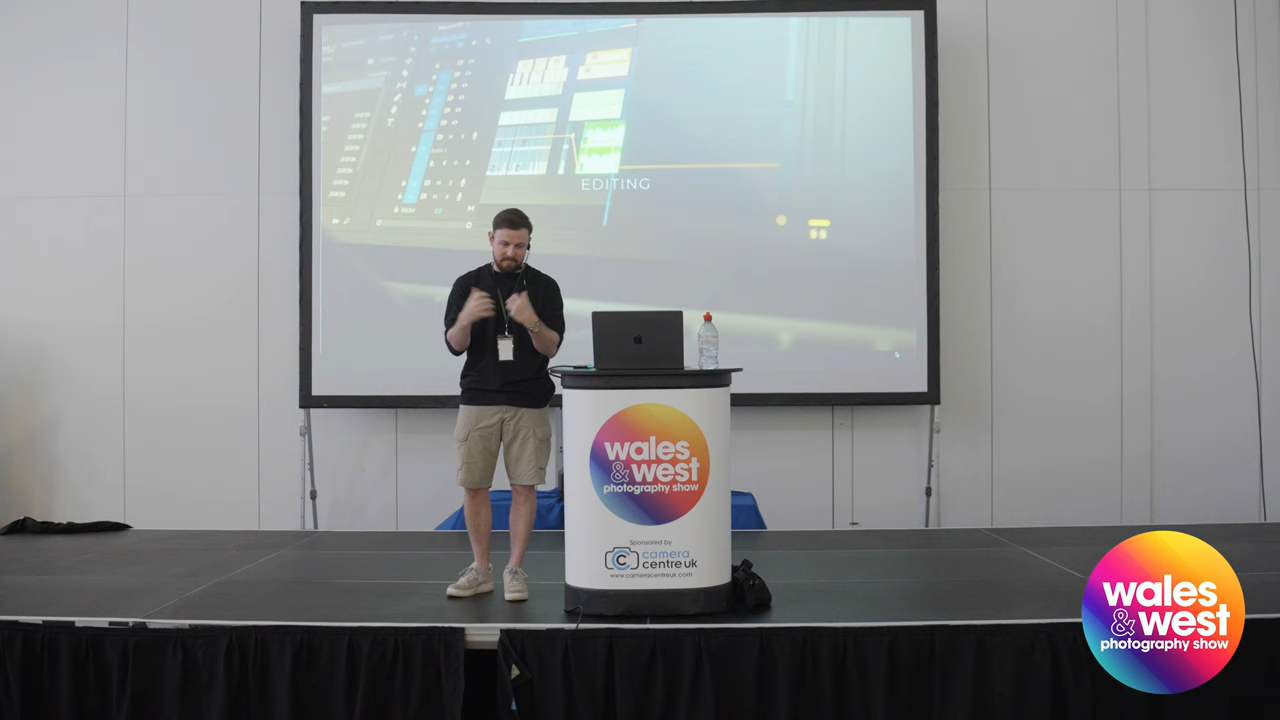 EDITING
wales
& west
photography show
Sponsored by
camera
centre uk
www.cameracentreuk.com
wales
& west
photography show